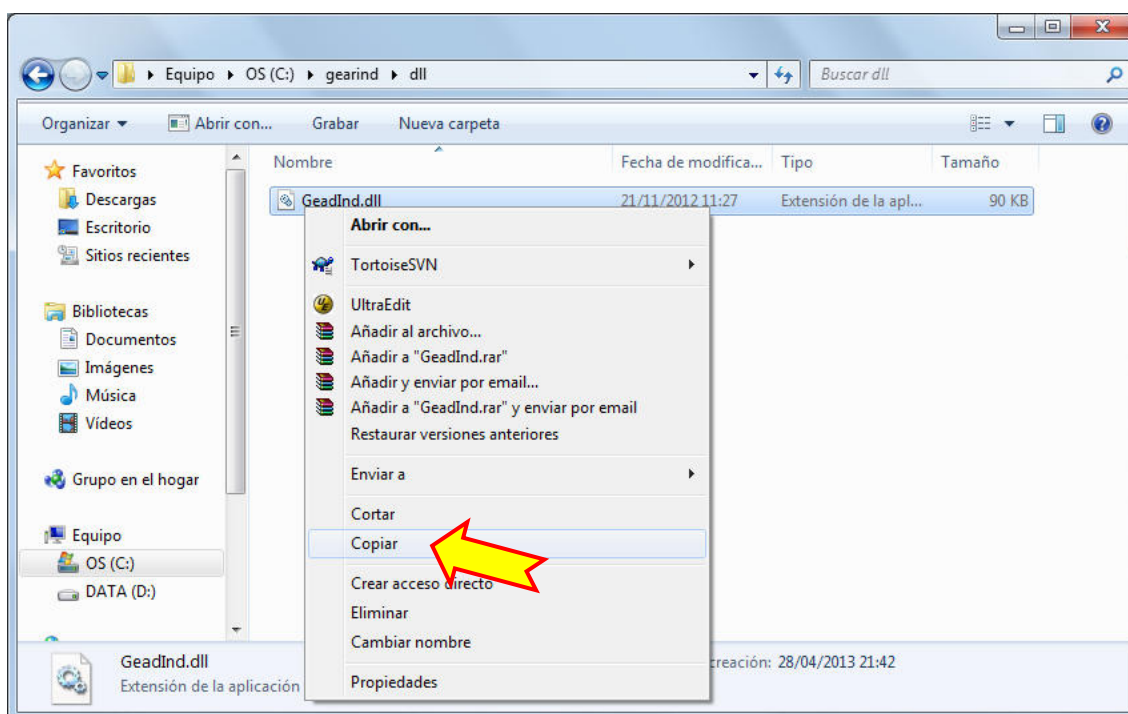 Equipo OS (C:) gearind dll Buscar dll
Organizar Abrir con... Grabar Nueva carpeta
Favoritos
Descargas
Escritorio
Sitios recientes
Bibliotecas
Documentos
Imágenes
Música
Vídeos
Grupo en el hogar
Equipo
OS (C:)
DATA (D:)
Nombre Fecha de modifica... Tipo Tamaño
GeadInd.dll 21/11/2012 11:27 Extensión de la apl... 90 KB
Abrir con...
TortoiseSVN
UltraEdit
Añadir al archivo...
Añadir a "GeadInd.rar"
Añadir y enviar por email...
Añadir a "GeadInd.rar" y enviar por email
Restaurar versiones anteriores
Enviar a
Cortar
Copiar
Crear acceso directo
Eliminar
Cambiar nombre
Propiedades
GeadInd.dll creación: 28/04/2013 21:42
Extensión de la aplicación